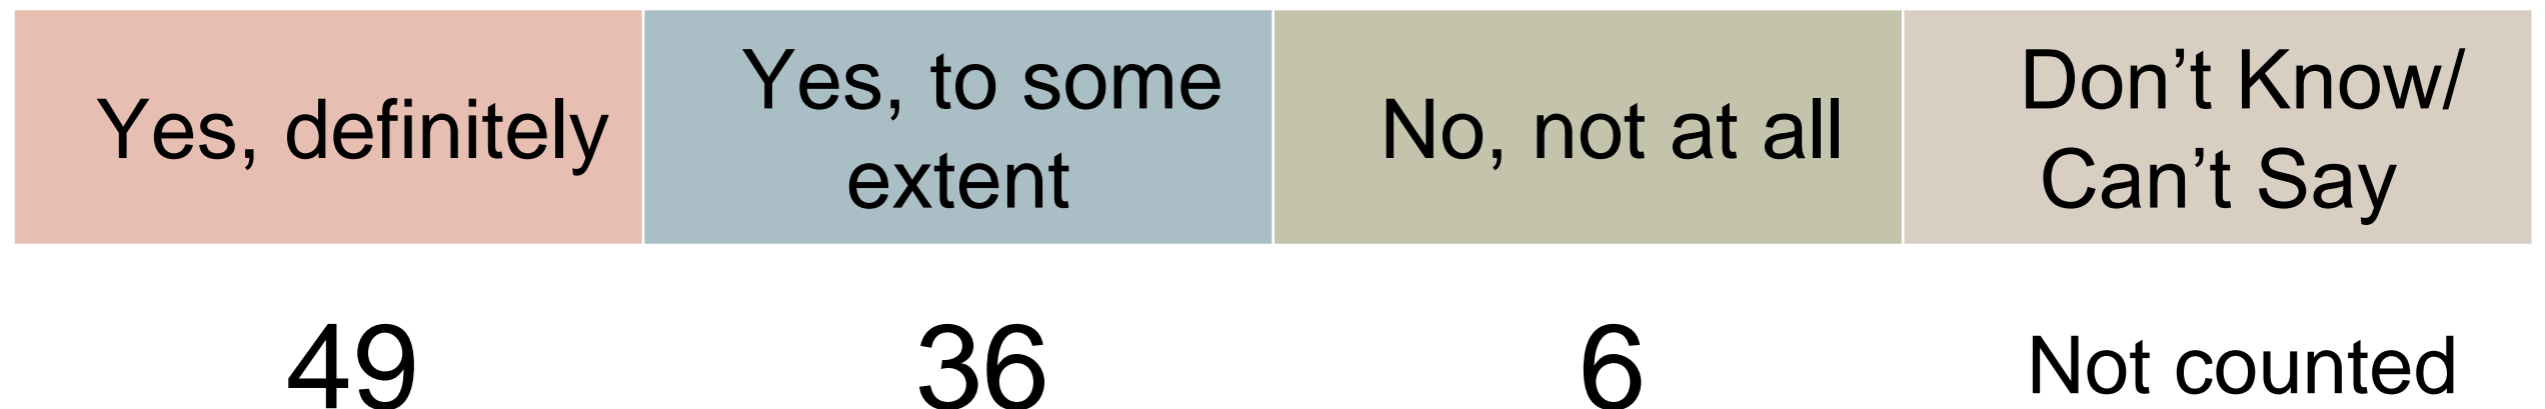 Yes, definitely
Yes, to some
extent
No, not at all
Don’t Know/
Can’t Say
49
36
6
Not counted